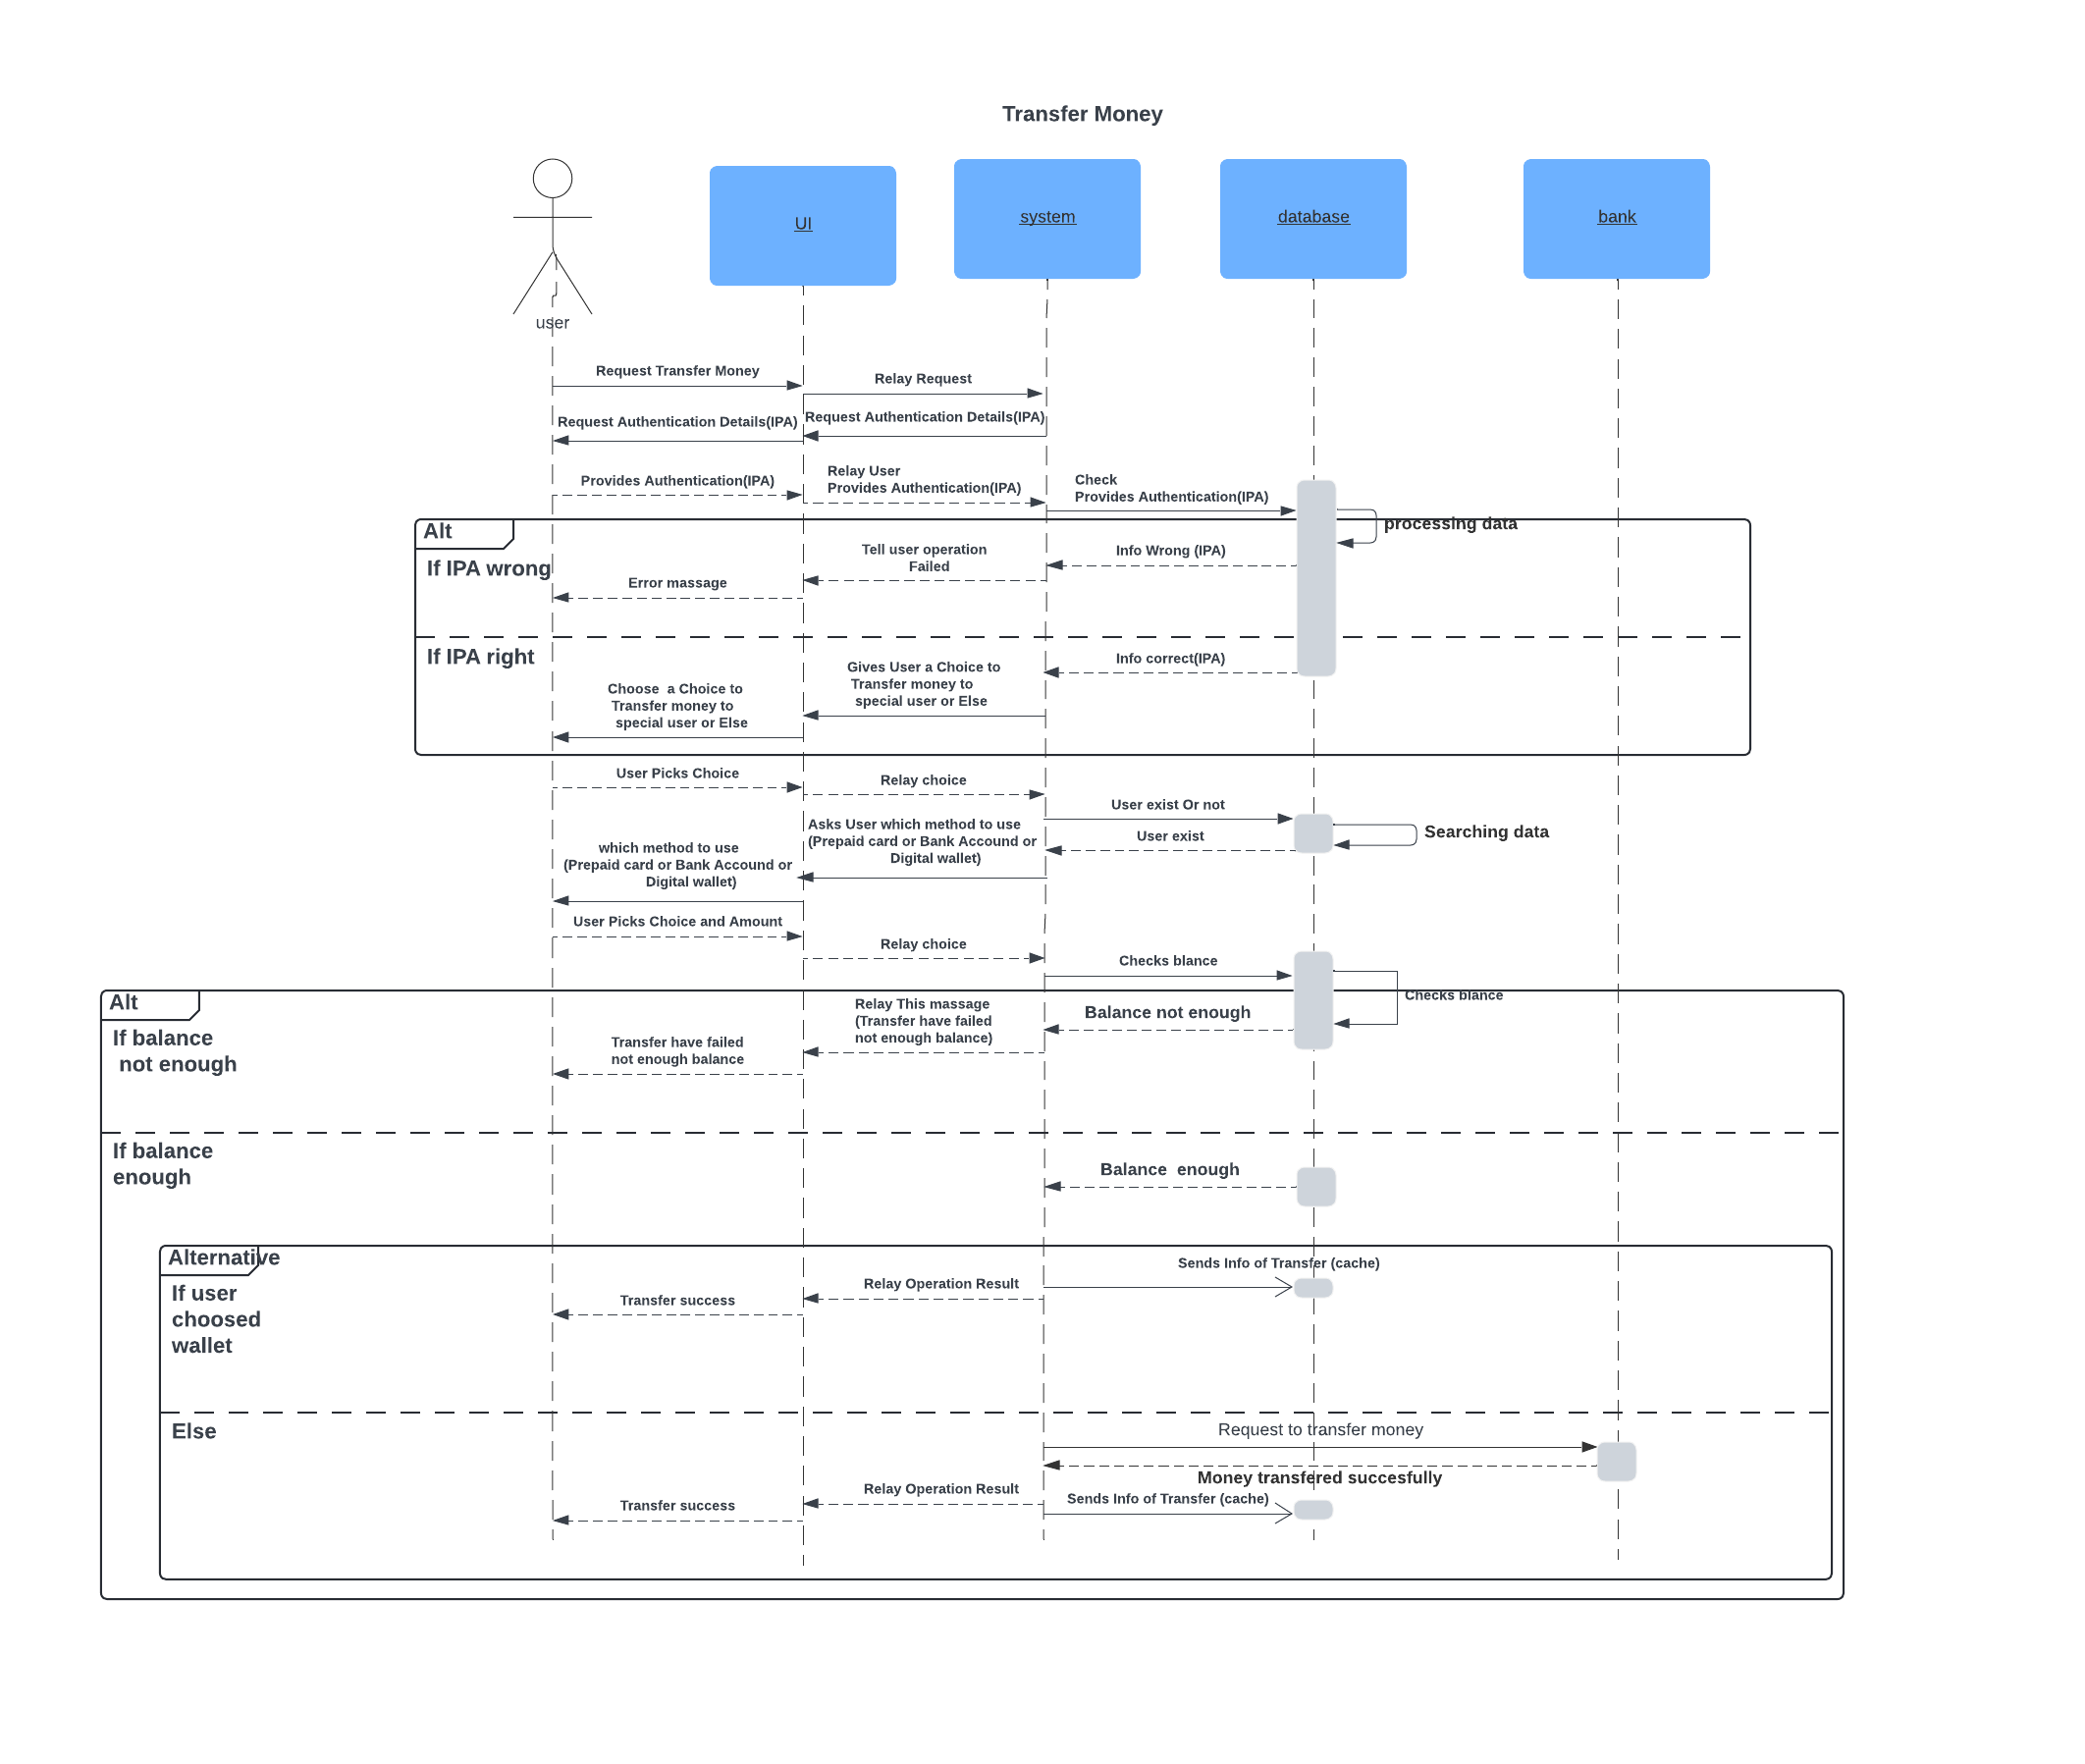 Transfer Money
UI
system
database
bank
user
Request Transfer Money
Relay Request
Request Authentication Details(IPA)
Request Authentication Details(IPA)
Provides Authentication(IPA)
Relay User
Provides Authentication(IPA)
Check
Provides Authentication(IPA)
processing data
Alt
If IPA wrong
Info Wrong (IPA)
Tell user operation
Failed
Error massage
If IPA right
Info correct(IPA)
Gives User a Choice to
Transfer money to
special user or Else
Choose  a Choice to
Transfer money to
special user or Else
User Picks Choice
Relay choice
User exist Or not
Searching data
User exist
Asks User which method to use
(Prepaid card or Bank Accound or
Digital wallet)
which method to use
(Prepaid card or Bank Accound or
Digital wallet)
User Picks Choice and Amount
Relay choice
Checks blance
Checks blance
Alt
If balance
not enough
Balance not enough
Relay This massage
(Transfer have failed
not enough balance)
Transfer have failed
not enough balance
If balance
enough
Balance  enough
Alternative
If user
choosed
wallet
Sends Info of Transfer (cache)
Relay Operation Result
Transfer success
Else
Request to transfer money
Money transfered succesfully
Relay Operation Result
Sends Info of Transfer (cache)
Transfer success